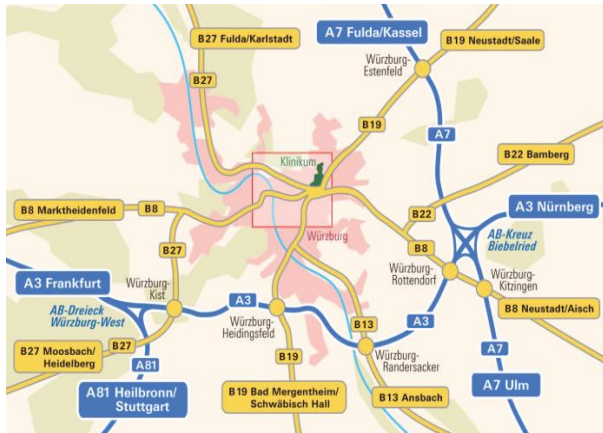 B27 Fulda/Karlstadt
A7 Fulda/Kassel
B19 Neustadt/Saale
Würzburg-
Estenfeld
B27
B19
A7
Klinikum
B22 Bamberg
B8 Marktheidenfeld
B8
B22
A3 Nürnberg
B27
Würzburg
B8
AB-Kreuz
Biebelried
A3 Frankfurt
Würzburg-
Kist
Würzburg-
Rottendorf
Würzburg-
Kitzingen
AB-Dreieck
Würzburg-West
A3
Würzburg-
Heidingsfeld
A3
B8 Neustadt/Aisch
B13
B27 Moosbach/
Heidelberg
B27
A81
B19
Würzburg-
Randersacker
A7
A81 Heilbronn/
Stuttgart
B19 Bad Mergentheim/
Schwäbisch Hall
B13 Ansbach
A7 Ulm